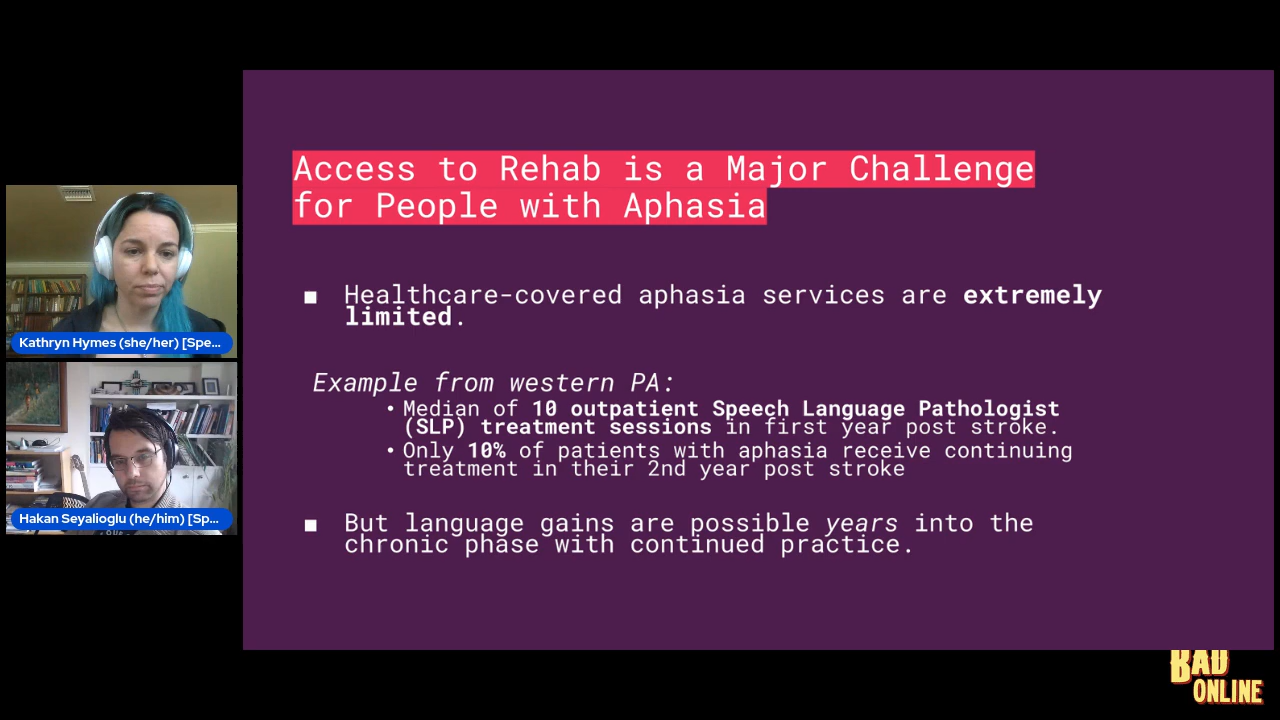 Access to Rehab is a Major Challenge
for People with Aphasia
■ Healthcare-covered aphasia services are extremely
limited.
Example from western PA:
• Median of 10 outpatient Speech Language Pathologist
(SLP) treatment sessions in first year post stroke.
• Only 10% of patients with aphasia receive continuing
treatment in their 2nd year post stroke
■ But language gains are possible years into the
chronic phase with continued practice.
Kathryn Hymes (she/her) [Spe...
Hakan Seyalioglu (he/him) [Sp...
BAD
ONLINE